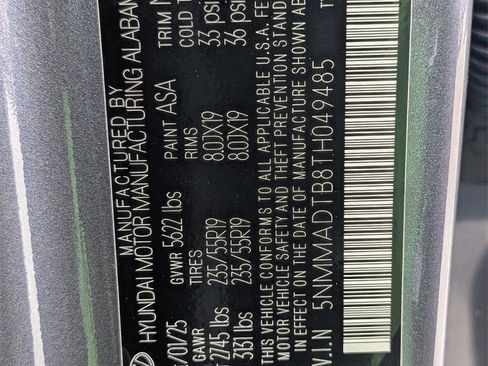 MANUFACTURED BY
HYUNDAI MOTOR MANUFACTURING ALABAM
/01/25 GVWR 5622 lbs PAINT ASA TRIM N
GAWR TIRES RIMS COLD T
2745 lbs 235/55R19 8.0JX19 33 psi
3131 lbs 235/55R19 8.0JX19 36 psi
THIS VEHICLE CONFORMS TO ALL APPLICABLE U.S.A. FE
MOTOR VEHICLE SAFETY AND THEFT PREVENTION STAND
IN EFFECT ON THE DATE OF MANUFACTURE SHOWN ABOV
V.I.N 5NMMADTB8TH049485